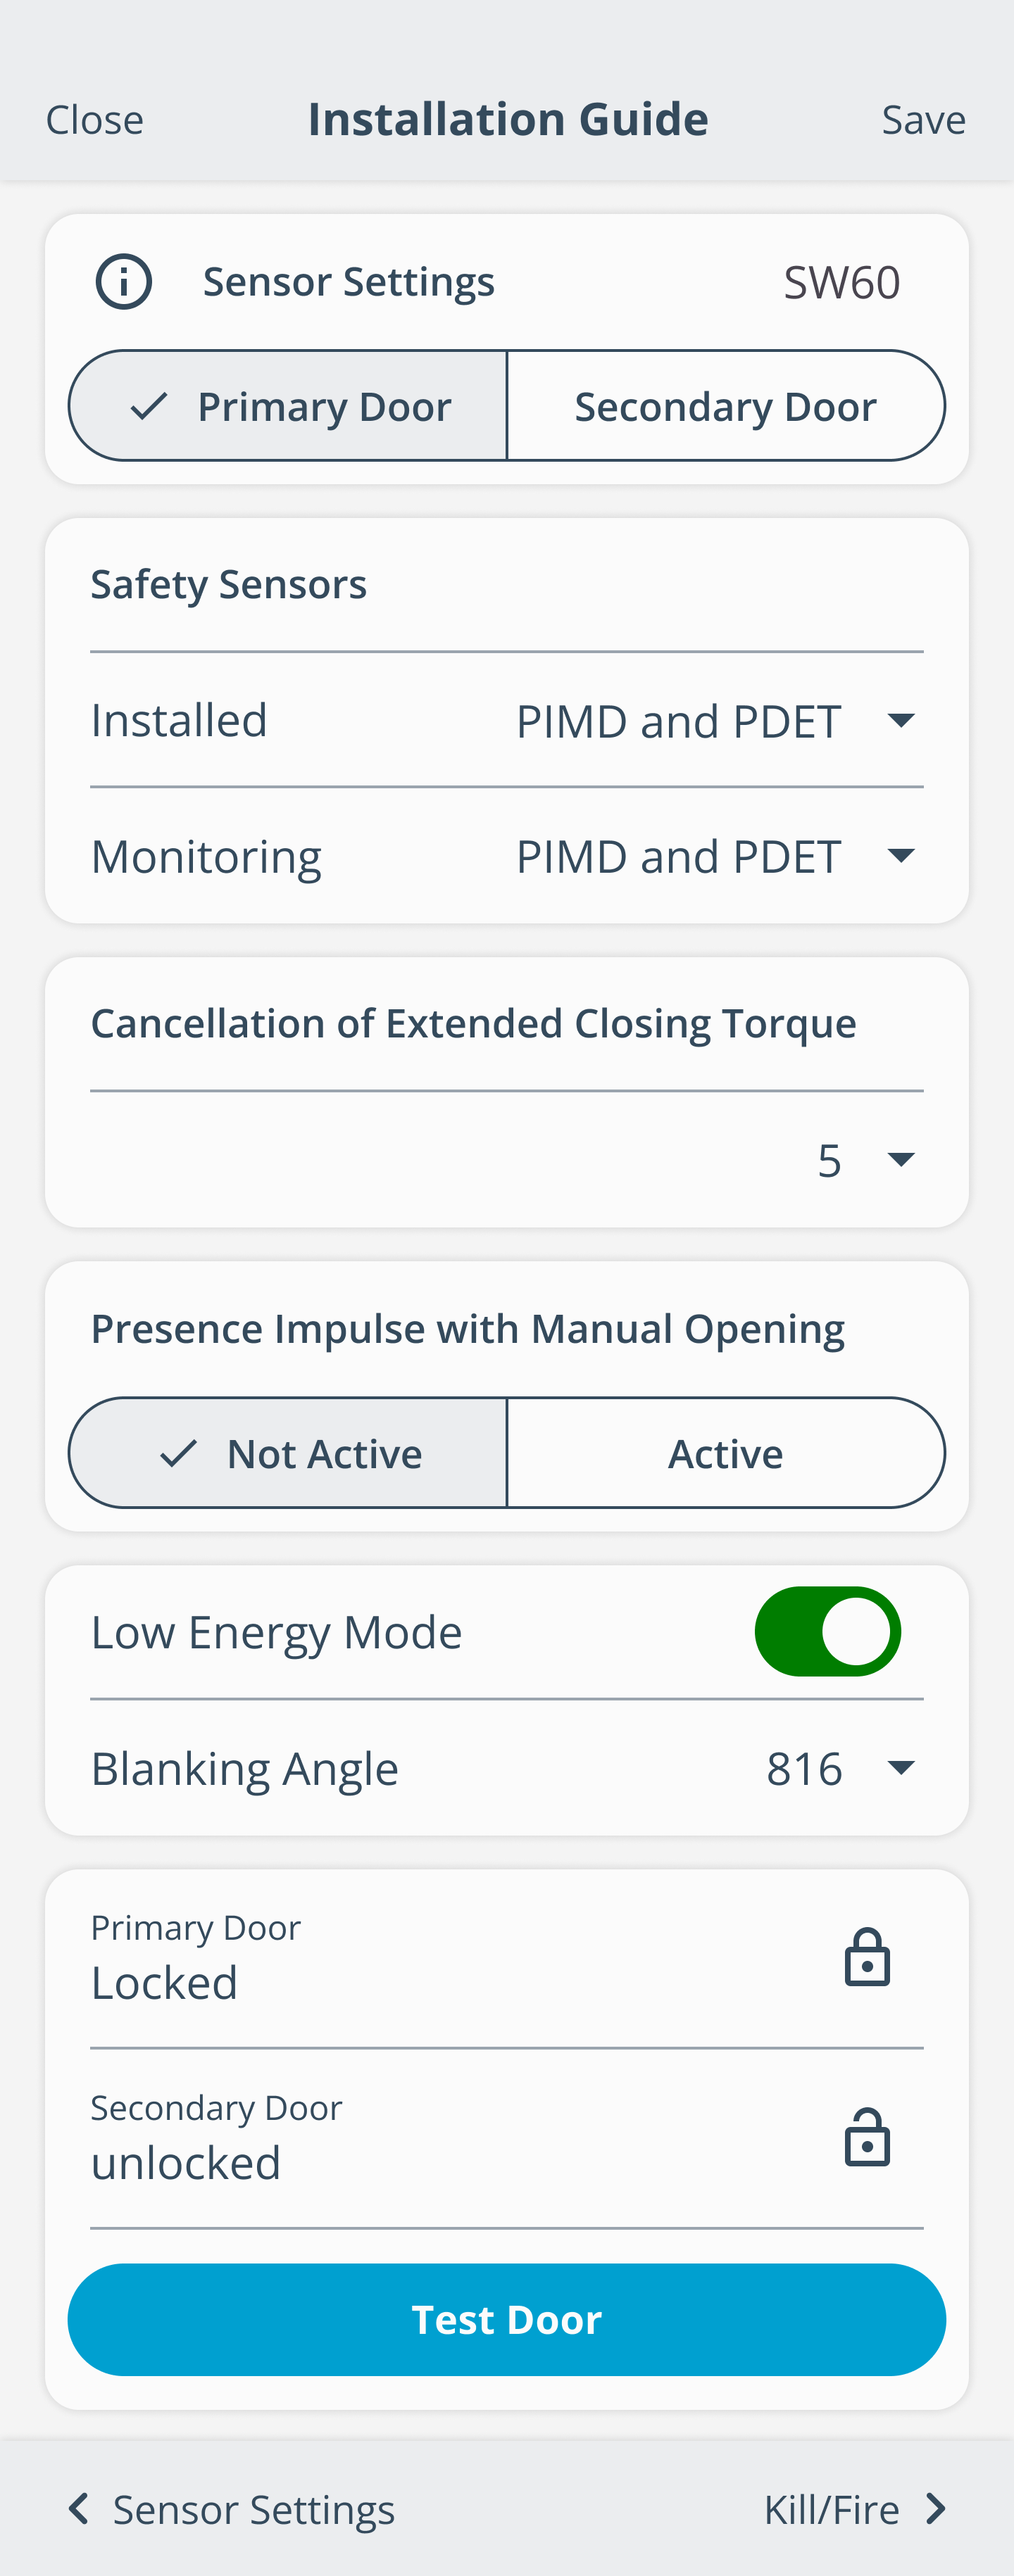 Close Installation Guide Save
Sensor Settings SW60
Primary Door Secondary Door
Safety Sensors
Installed PIMD and PDET
Monitoring PIMD and PDET
Cancellation of Extended Closing Torque
5
Presence Impulse with Manual Opening
Not Active Active
Low Energy Mode
Blanking Angle 816
Primary Door
Locked
Secondary Door
unlocked
Test Door
Sensor Settings Kill/Fire